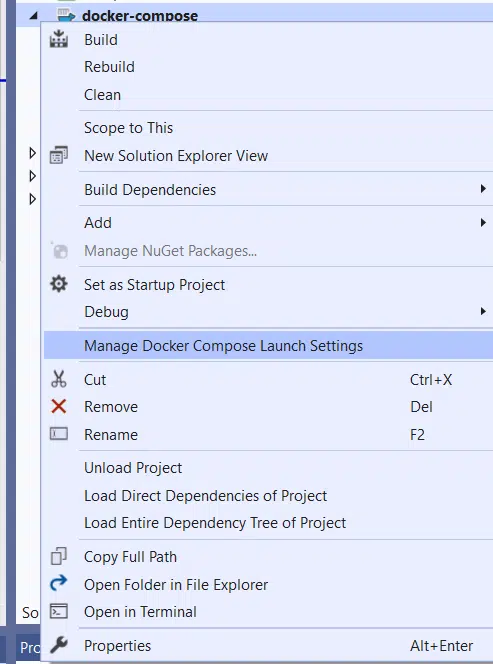 docker-compose
Build
Rebuild
Clean
Scope to This
New Solution Explorer View
Build Dependencies
Add
Manage NuGet Packages...
Set as Startup Project
Debug
Manage Docker Compose Launch Settings
Cut Ctrl+X
Remove Del
Rename F2
Unload Project
Load Direct Dependencies of Project
Load Entire Dependency Tree of Project
Copy Full Path
Open Folder in File Explorer
So
Open in Terminal
Pro
Properties Alt+Enter